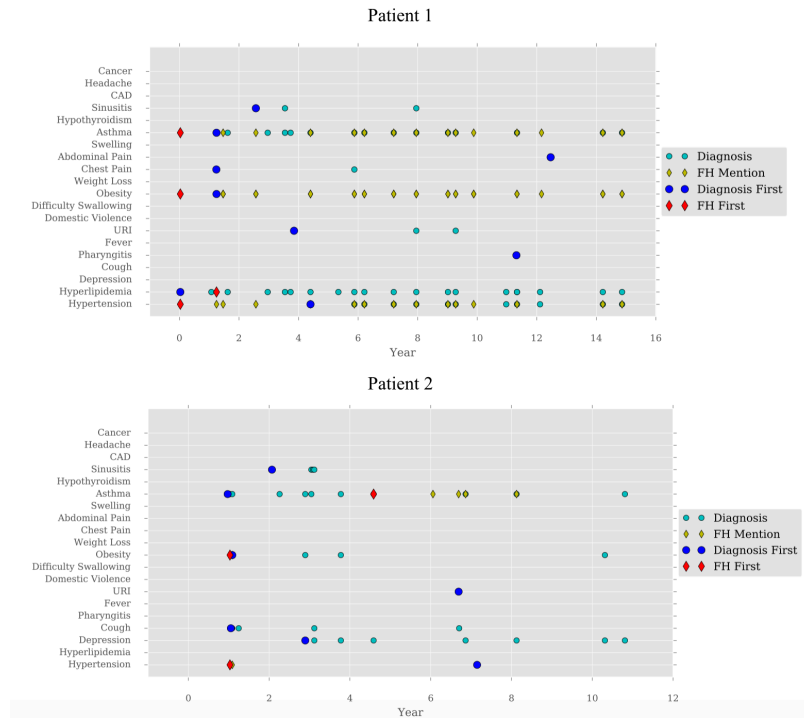 Patient 1
Cancer
Headache
CAD
Sinusitis
Hypothyroidism
Asthma
Swelling
Abdominal Pain
Chest Pain
Weight Loss
Obesity
Difficulty Swallowing
Domestic Violence
URI
Fever
Pharyngitis
Cough
Depression
Hyperlipidemia
Hypertension
0 2 4 6 8 10 12 14 16
Year
Diagnosis
FH Mention
Diagnosis First
FH First
Patient 2
Cancer
Headache
CAD
Sinusitis
Hypothyroidism
Asthma
Swelling
Abdominal Pain
Chest Pain
Weight Loss
Obesity
Difficulty Swallowing
Domestic Violence
URI
Fever
Pharyngitis
Cough
Depression
Hyperlipidemia
Hypertension
0 2 4 6 8 10 12
Year
Diagnosis
FH Mention
Diagnosis First
FH First